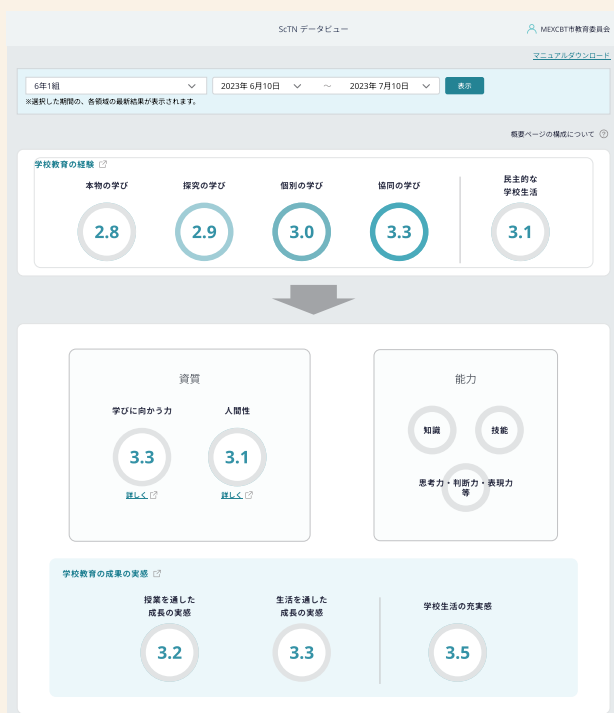 ScTN データビュー
MEXCBT市教育委員会
マニュアルダウンロード
6年1組
2023年 6月10日 ～ 2023年 7月10日
表示
※選択した期間の、各領域の最新結果が表示されます。
概要ページの構成について ?
学校教育の経験
本物の学び 探究の学び 個別の学び 協同の学び
民主的な
学校生活
2.8 2.9 3.0 3.3 3.1
資質
学びに向かう力 人間性
3.3 3.1
詳しく 詳しく
能力
知識 技能
思考力・判断力・表現力
等
学校教育の成果の実感
授業を通した
成長の実感
生活を通した
成長の実感
学校生活の充実感
3.2 3.3 3.5